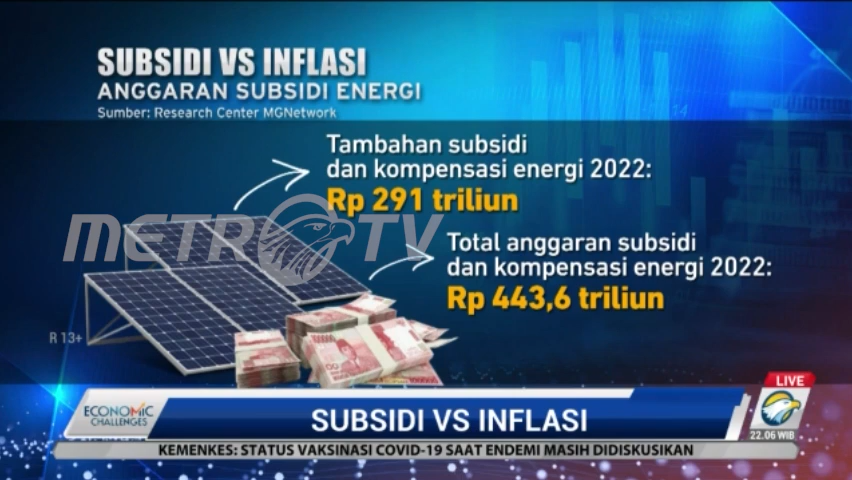 SUBSIDI VS INFLASI
ANGGARAN SUBSIDI ENERGI
Sumber: Research Center MGNetwork
Tambahan subsidi
dan kompensasi energi 2022:
Rp 291 triliun
METRO TV
Total anggaran subsidi
dan kompensasi energi 2022:
Rp 443,6 triliun
R 13+
ECONOMIC
CHALLENGES
SUBSIDI VS INFLASI
LIVE
22.06 WIB
KEMENKES: STATUS VAKSINASI COVID-19 SAAT ENDEMI MASIH DIDISKUSIKAN